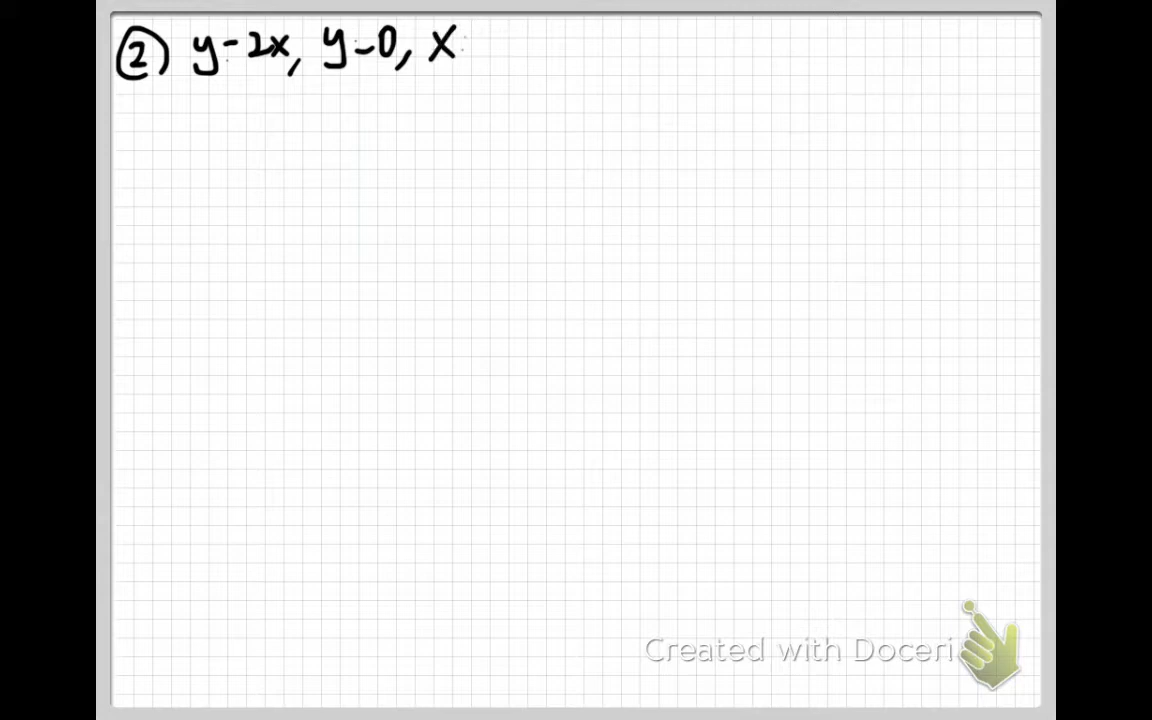 ② y-2x, y-0, x
Created with Doceri